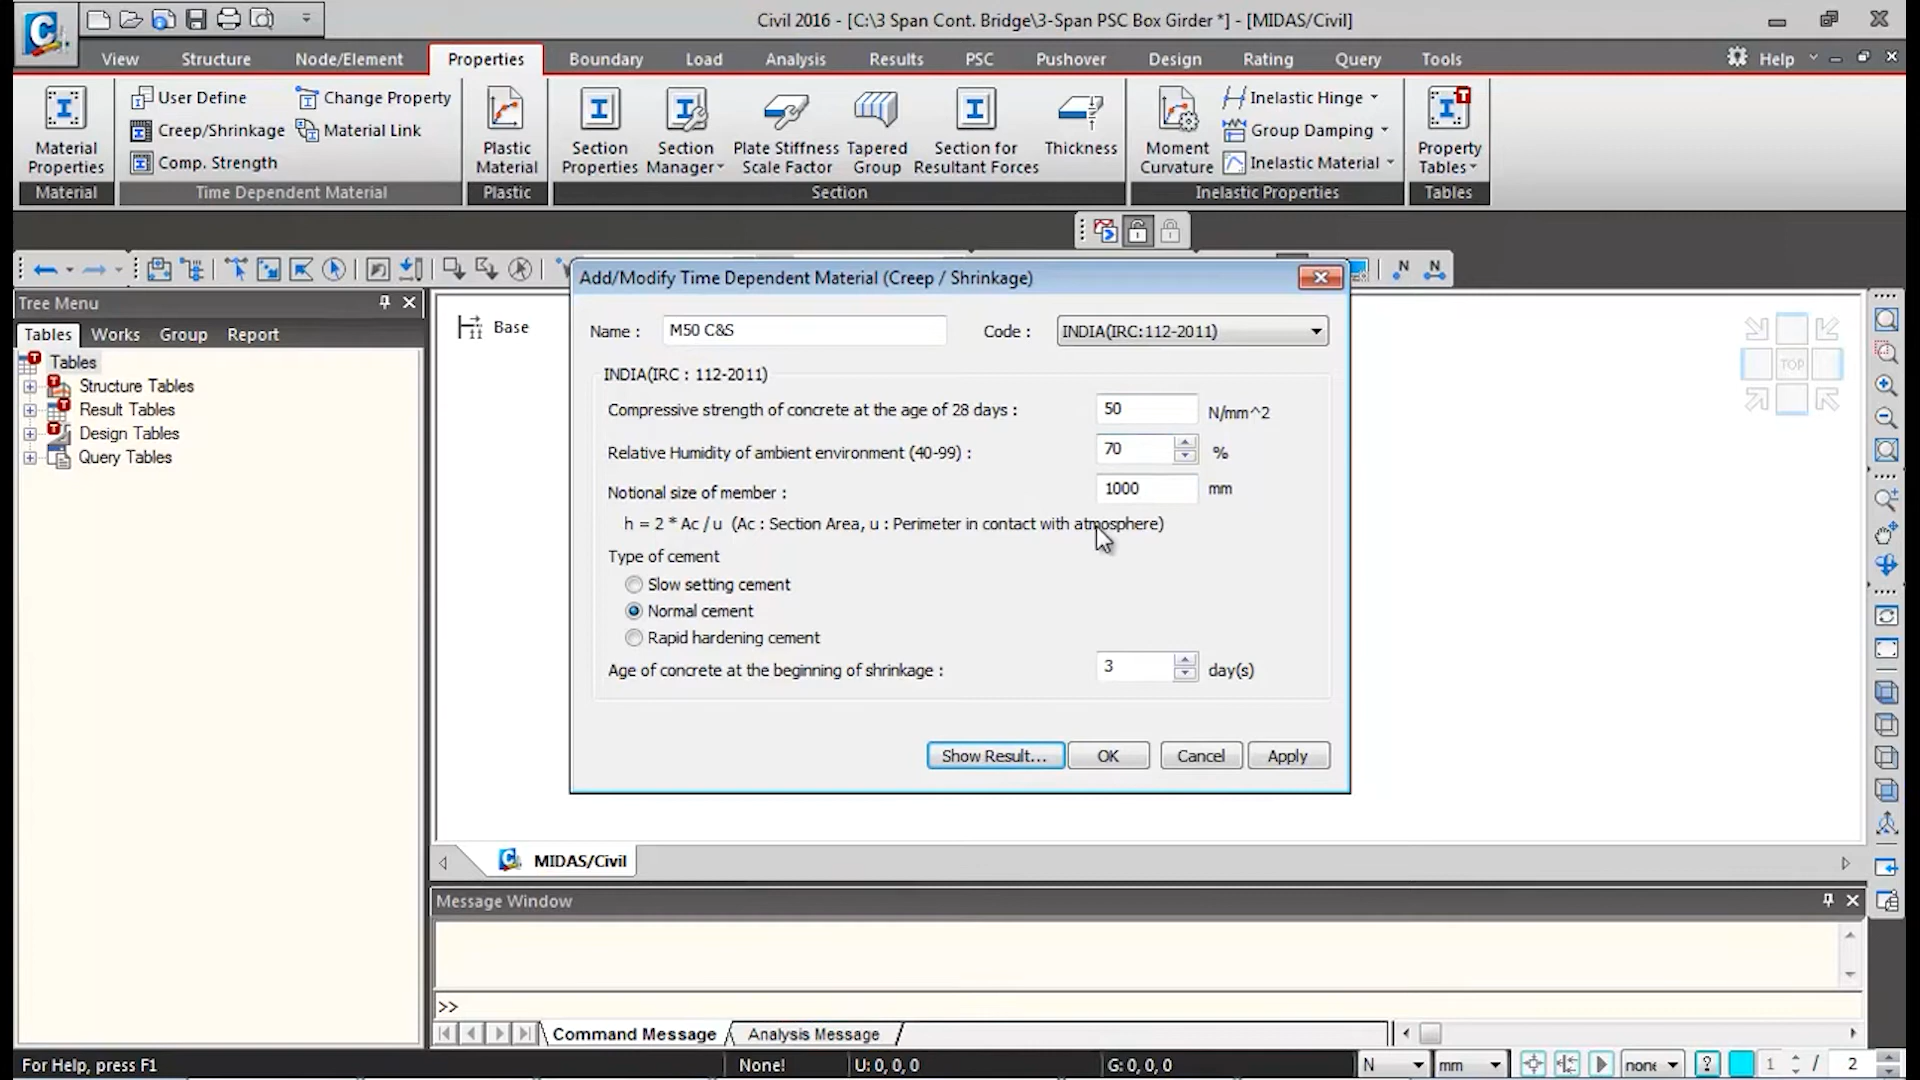 Civil 2016 - [C:\3 Span Cont. Bridge\3-Span PSC Box Girder *] - [MIDAS/Civil]
View Structure Node/Element Properties Boundary Load Analysis Results PSC Pushover Design Rating Query Tools Help
Material Properties
User Define
Creep/Shrinkage
Comp. Strength
Change Property
Material Link
Plastic Material
Section Properties
Section Manager
Plate Stiffness Scale Factor
Tapered Group
Section for Resultant Forces
Thickness
Moment Curvature
Inelastic Hinge
Group Damping
Inelastic Material
Property Tables
Material Time Dependent Material Plastic Section Inelastic Properties Tables
Tree Menu
Tables Works Group Report
Tables
Structure Tables
Result Tables
Design Tables
Query Tables
Base
TOP
Add/Modify Time Dependent Material (Creep / Shrinkage)
Name : M50 C&S Code : INDIA(IRC:112-2011)
INDIA(IRC : 112-2011)
Compressive strength of concrete at the age of 28 days : 50 N/mm^2
Relative Humidity of ambient environment (40-99) : 70 %
Notional size of member : 1000 mm
h = 2 * Ac / u (Ac : Section Area, u : Perimeter in contact with atmosphere)
Type of cement
Slow setting cement
Normal cement
Rapid hardening cement
Age of concrete at the beginning of shrinkage : 3 day(s)
Show Result... OK Cancel Apply
MIDAS/Civil
Message Window
>>
Command Message Analysis Message
For Help, press F1 None! U: 0, 0, 0 G: 0, 0, 0 N mm none 1 / 2